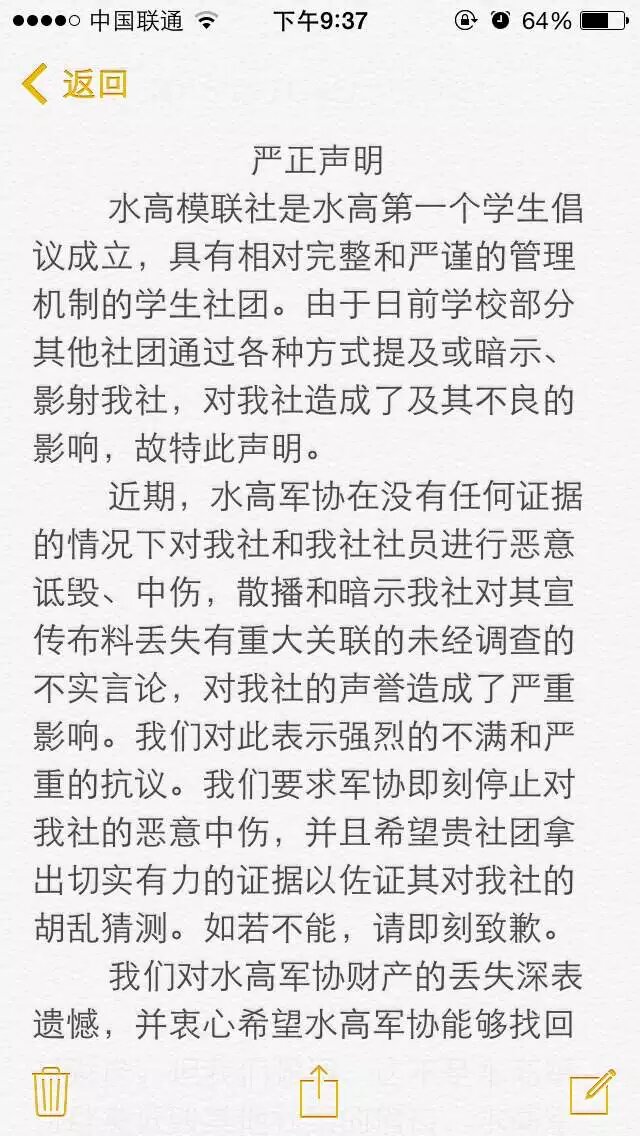 中国联通 下午9:37 64%
返回
严正声明
水高模联社是水高第一个学生倡
议成立，具有相对完整和严谨的管理
机制的学生社团。由于日前学校部分
其他社团通过各种方式提及或暗示、
影射我社，对我社造成了及其不良的
影响，故特此声明。
近期，水高军协在没有任何证据
的情况下对我社和我社社员进行恶意
诋毁、中伤，散播和暗示我社对其宣
传布料丢失有重大关联的未经调查的
不实言论，对我社的声誉造成了严重
影响。我们对此表示强烈的不满和严
重的抗议。我们要求军协即刻停止对
我社的恶意中伤，并且希望贵社团拿
出切实有力的证据以佐证其对我社的
胡乱猜测。如若不能，请即刻致歉。
我们对水高军协财产的丢失深表
遗憾，并衷心希望水高军协能够找回